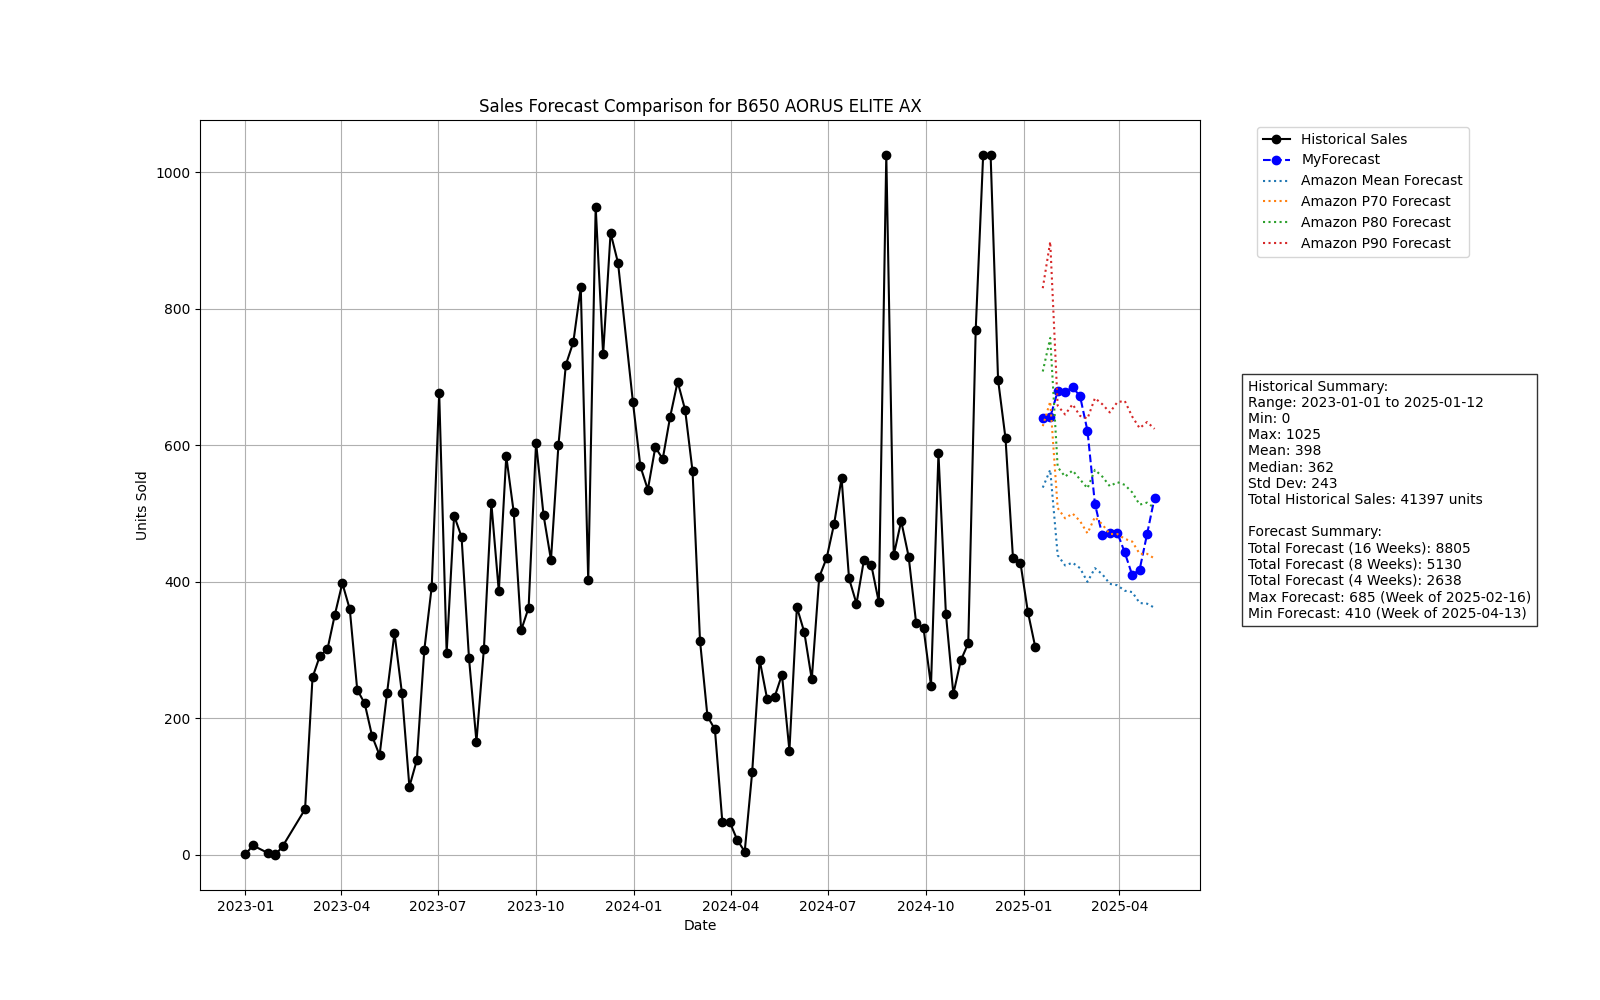 Sales Forecast Comparison for B650 AORUS ELITE AX
Units Sold
1000
800
600
400
200
0
2023-01 2023-04 2023-07 2023-10 2024-01 2024-04 2024-07 2024-10 2025-01 2025-04
Date
Historical Sales
MyForecast
Amazon Mean Forecast
Amazon P70 Forecast
Amazon P80 Forecast
Amazon P90 Forecast
Historical Summary:
Range: 2023-01-01 to 2025-01-12
Min: 0
Max: 1025
Mean: 398
Median: 362
Std Dev: 243
Total Historical Sales: 41397 units
Forecast Summary:
Total Forecast (16 Weeks): 8805
Total Forecast (8 Weeks): 5130
Total Forecast (4 Weeks): 2638
Max Forecast: 685 (Week of 2025-02-16)
Min Forecast: 410 (Week of 2025-04-13)